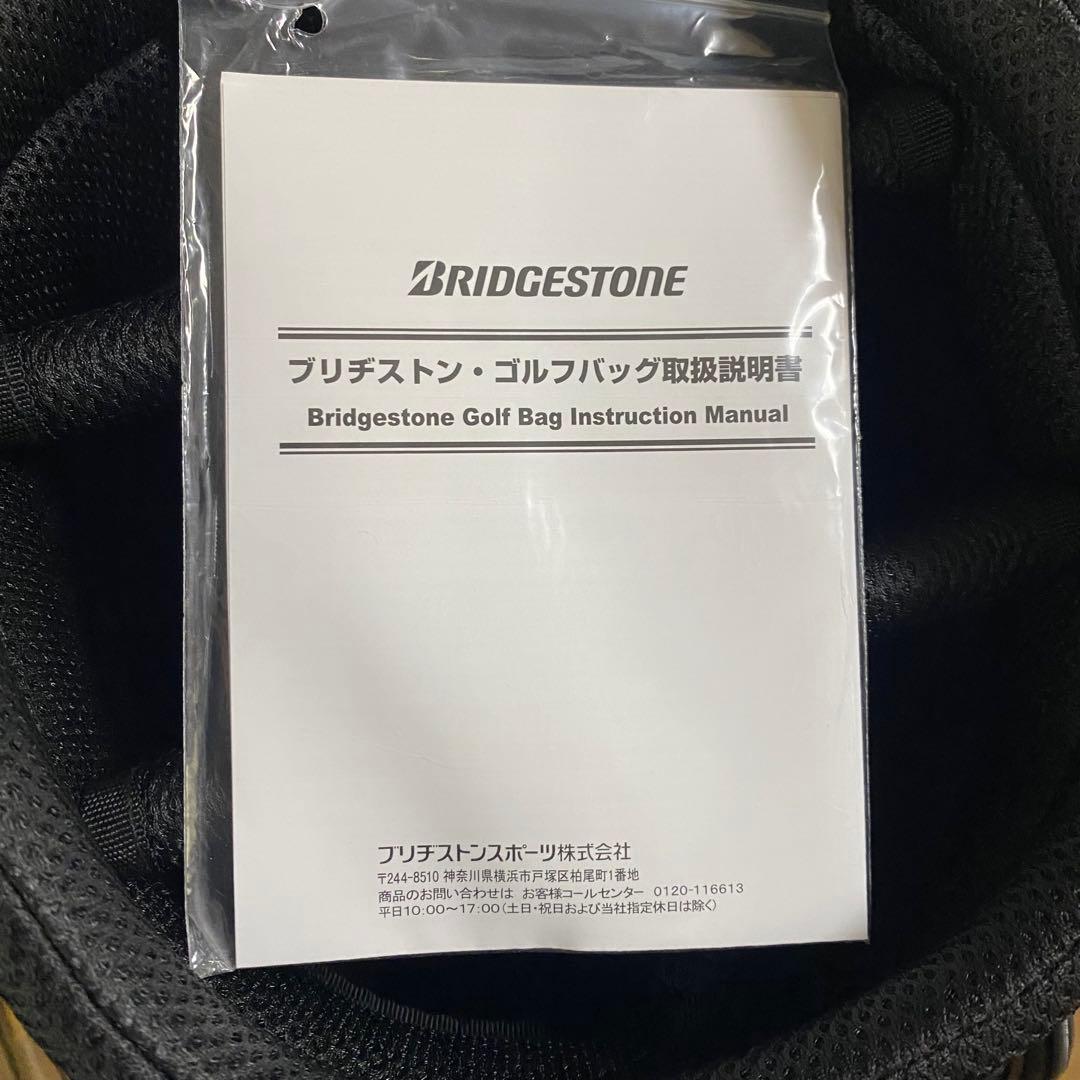 BRIDGESTONE
ブリヂストン・ゴルフバッグ取扱説明書
Bridgestone Golf Bag Instruction Manual
ブリヂストンスポーツ株式会社
〒244-8510 神奈川県横浜市戸塚区柏尾町1番地
商品のお問い合わせは お客様コールセンター 0120-116613
平日10:00～17:00(土日・祝日および当社指定休日は除く)